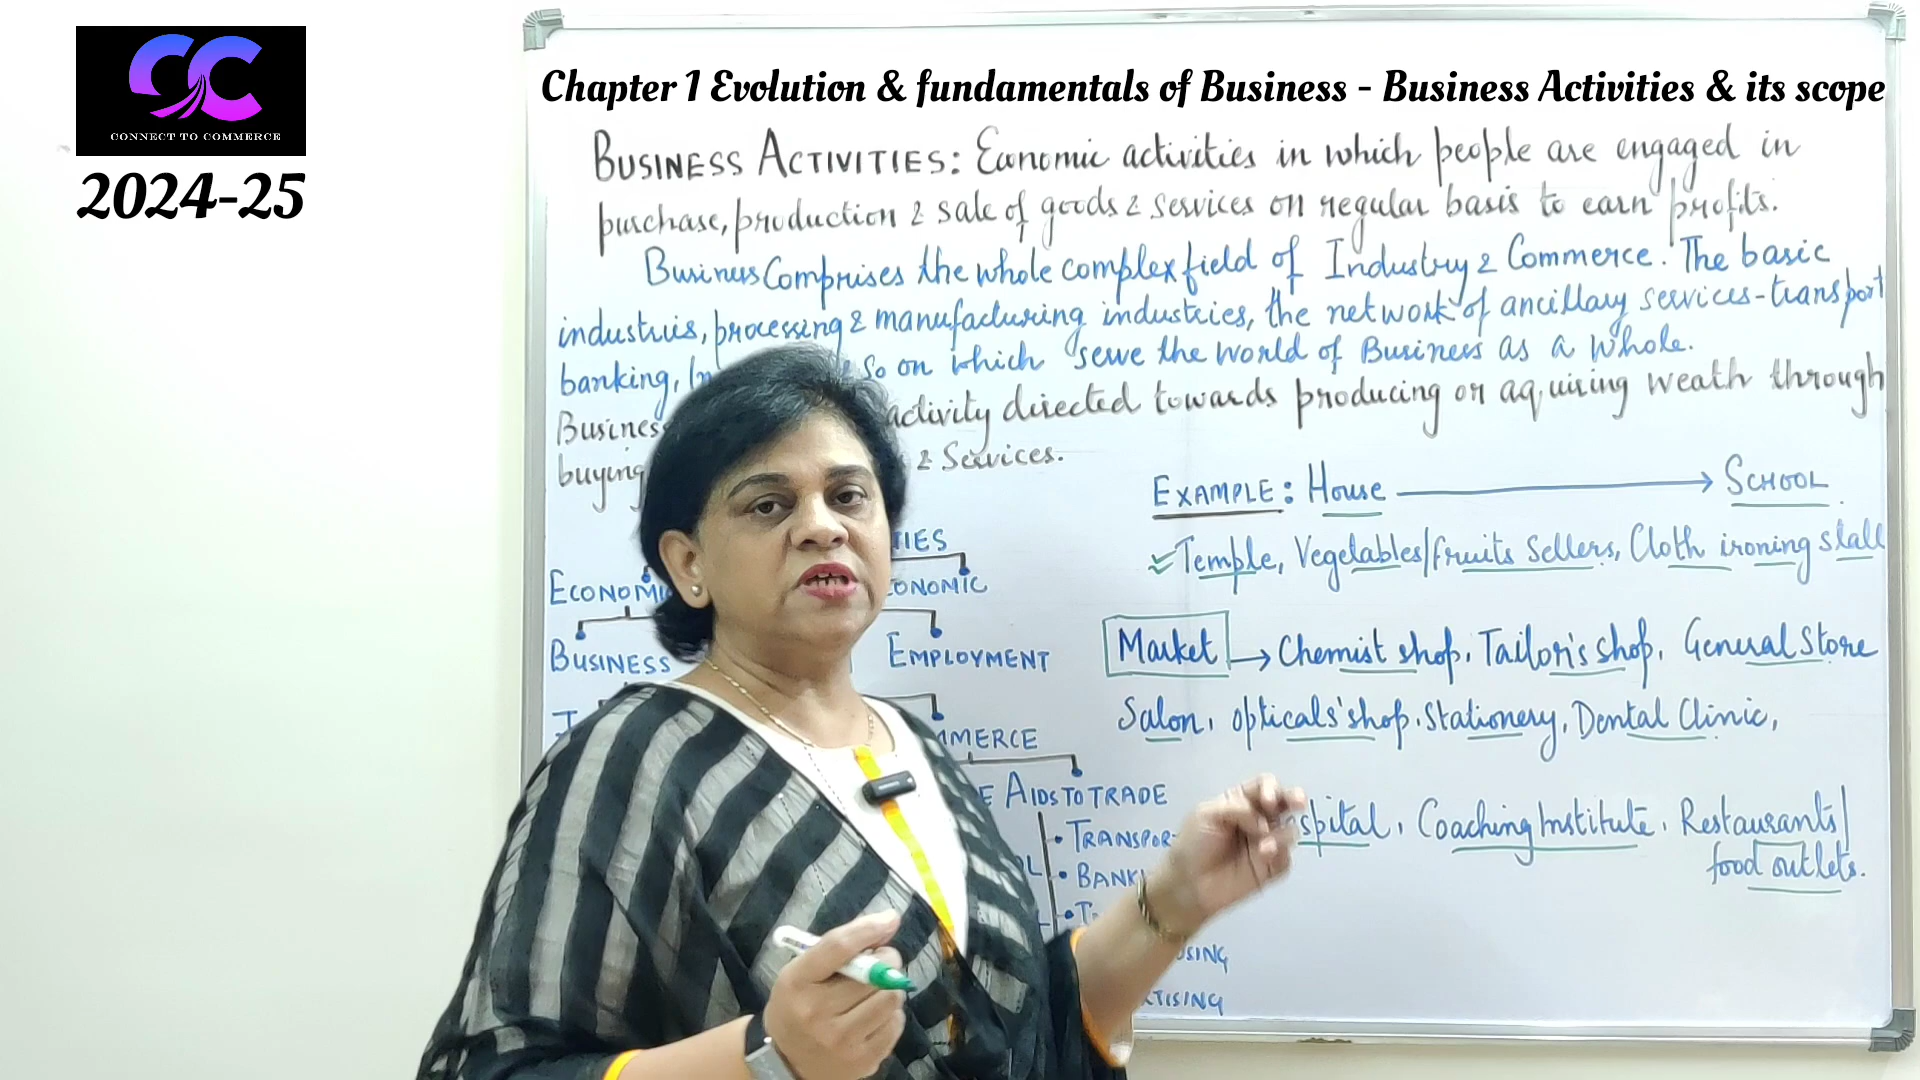 CC
CONNECT TO COMMERCE
2024-25
Chapter 1 Evolution & fundamentals of Business - Business Activities & its scope
BUSINESS ACTIVITIES: Economic activities in which people are engaged in
purchase, production & sale of goods & services on regular basis to earn profits.
Business Comprises the whole complex field of Industry & Commerce. The basic
industries, processing & manufacturing industries, the network of ancillary services-transport
banking, so on which serve the world of Business as a whole.
Business activity directed towards producing or aquiring weath through
buying & Services.
EXAMPLE: House → SCHOOL
Temple, Vegetables/fruits Sellers, Cloth ironing stall
ECONOMIC
BUSINESS EMPLOYMENT
Market → Chemist shop, Tailor's shop, General Store
Salon, opticals' shop, Stationery, Dental Clinic,
AIDS TO TRADE
Coaching Institute, Restaurants/
food outlets.